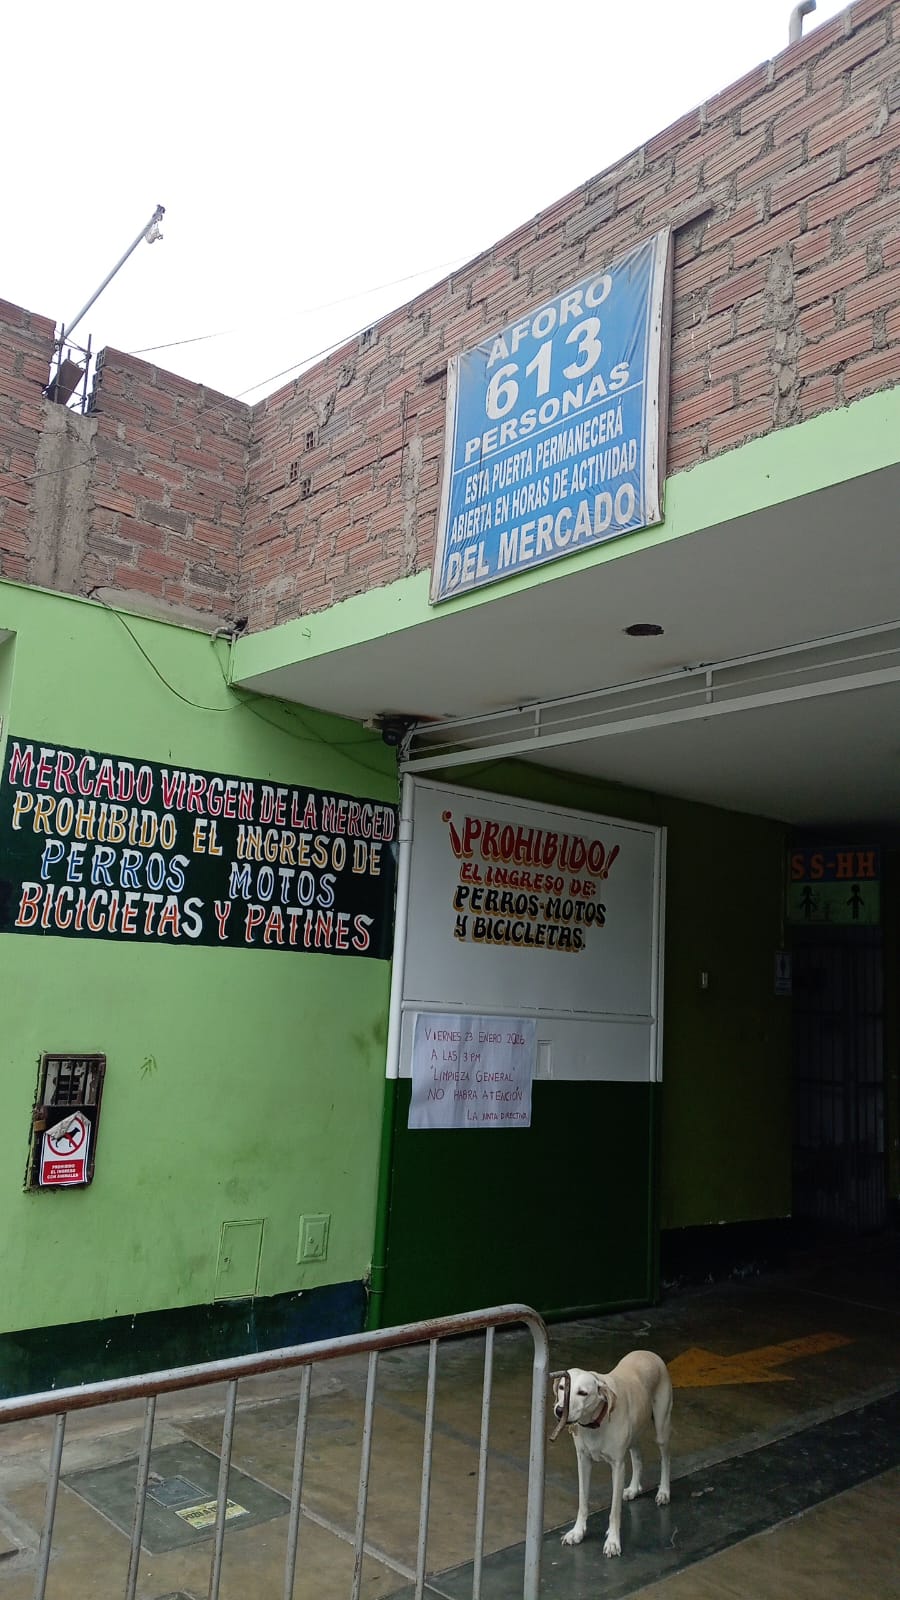 AFORO
613
PERSONAS
ESTA PUERTA PERMANECERÁ
ABIERTA EN HORAS DE ACTIVIDAD
DEL MERCADO
MERCADO VIRGEN DE LA MERCED
PROHIBIDO EL INGRESO DE
PERROS MOTOS
BICICIETAS Y PATINES
¡PROHIBIDO!
EL INGRESO DE:
PERROS-MOTOS
Y BICICLETAS.
SS-HH
VIERNES 23 ENERO 2026
A LAS 3 PM
"LIMPIEZA GENERAL"
NO HABRA ATENCIÓN
LA JUNTA DIRECTIVA
PROHIBIDO
EL INGRESO
CON ANIMALES